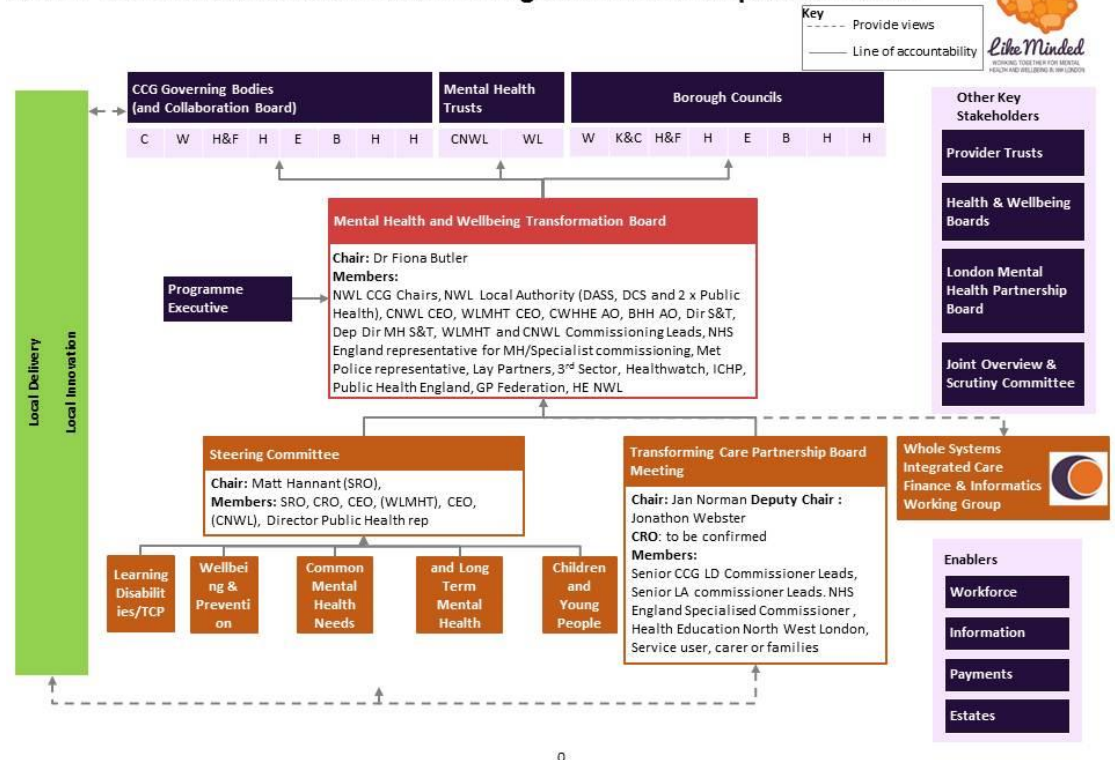 Key
Provide views
Line of accountability
Like Minded
WORKING TOGETHER FOR MENTAL
HEALTH AND WELLBEING IN NW LONDON
CCG Governing Bodies
(and Collaboration Board)
Mental Health
Trusts
Borough Councils
C W H&F H E B H H CNWL WL W K&C H&F H E B H H
Other Key
Stakeholders
Provider Trusts
Health & Wellbeing
Boards
London Mental
Health Partnership
Board
Joint Overview &
Scrutiny Committee
Local Delivery
Local Innovation
Programme
Executive
Mental Health and Wellbeing Transformation Board
Chair: Dr Fiona Butler
Members:
NWL CCG Chairs, NWL Local Authority (DASS, DCS and 2 x Public
Health), CNWL CEO, WLMHT CEO, CWHHE AO, BHH AO, Dir S&T,
Dep Dir MH S&T, WLMHT and CNWL Commissioning Leads, NHS
England representative for MH/Specialist commissioning, Met
Police representative, Lay Partners, 3rd Sector, Healthwatch, ICHP,
Public Health England, GP Federation, HE NWL
Steering Committee
Chair: Matt Hannant (SRO),
Members: SRO, CRO, CEO, (WLMHT), CEO,
(CNWL), Director Public Health rep
Transforming Care Partnership Board
Meeting
Chair: Jan Norman Deputy Chair :
Jonathon Webster
CRO: to be confirmed
Members:
Senior CCG LD Commissioner Leads,
Senior LA commissioner Leads. NHS
England Specialised Commissioner ,
Health Education North West London,
Service user, carer or families
Whole Systems
Integrated Care
Finance & Informatics
Working Group
Learning
Disabilit
ies/TCP
Wellbei
ng &
Preventi
on
Common
Mental
Health
Needs
and Long
Term
Mental
Health
Children
and
Young
People
Enablers
Workforce
Information
Payments
Estates
0